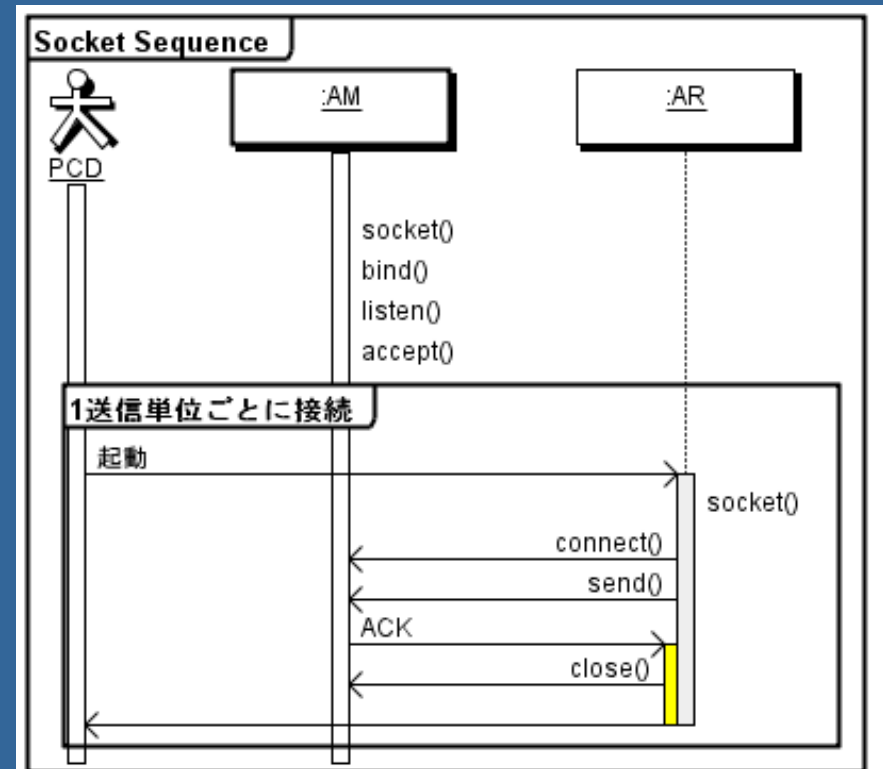 Socket Sequence
:AM
:AR
PCD
socket()
bind()
listen()
accept()
1送信単位ごとに接続
起動
socket()
connect()
send()
ACK
close()